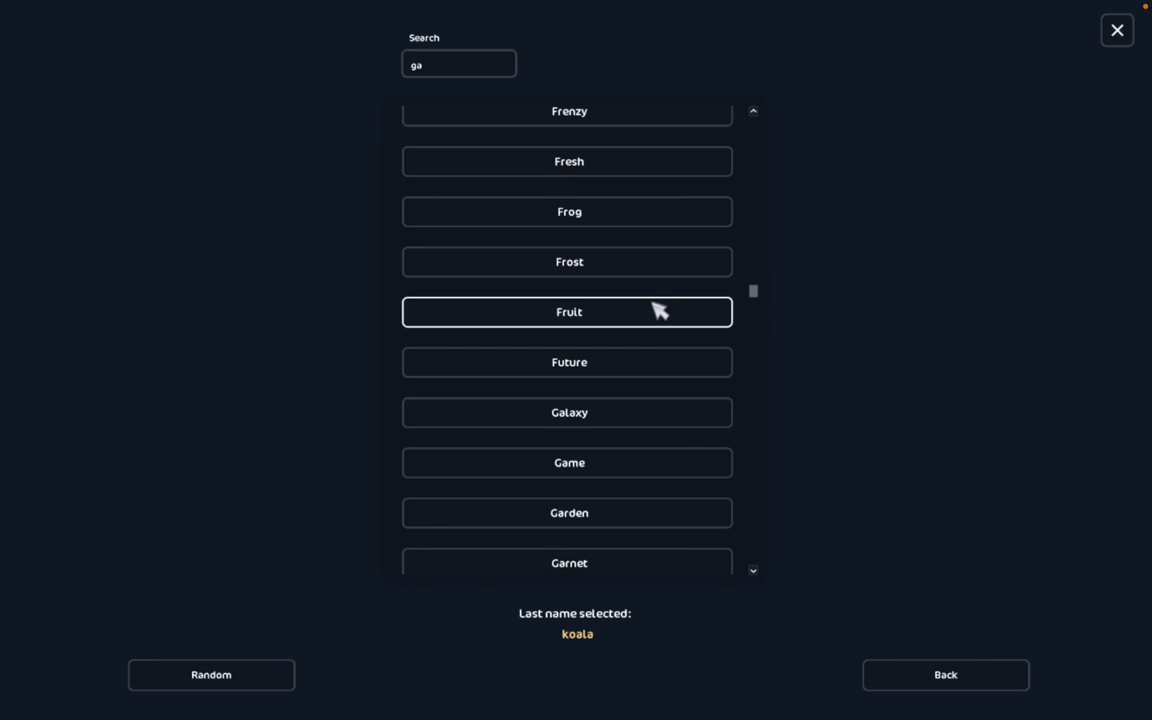 Search
ga
Frenzy
Fresh
Frog
Frost
Fruit
Future
Galaxy
Game
Garden
Garnet
Last name selected:
koala
Random
Back